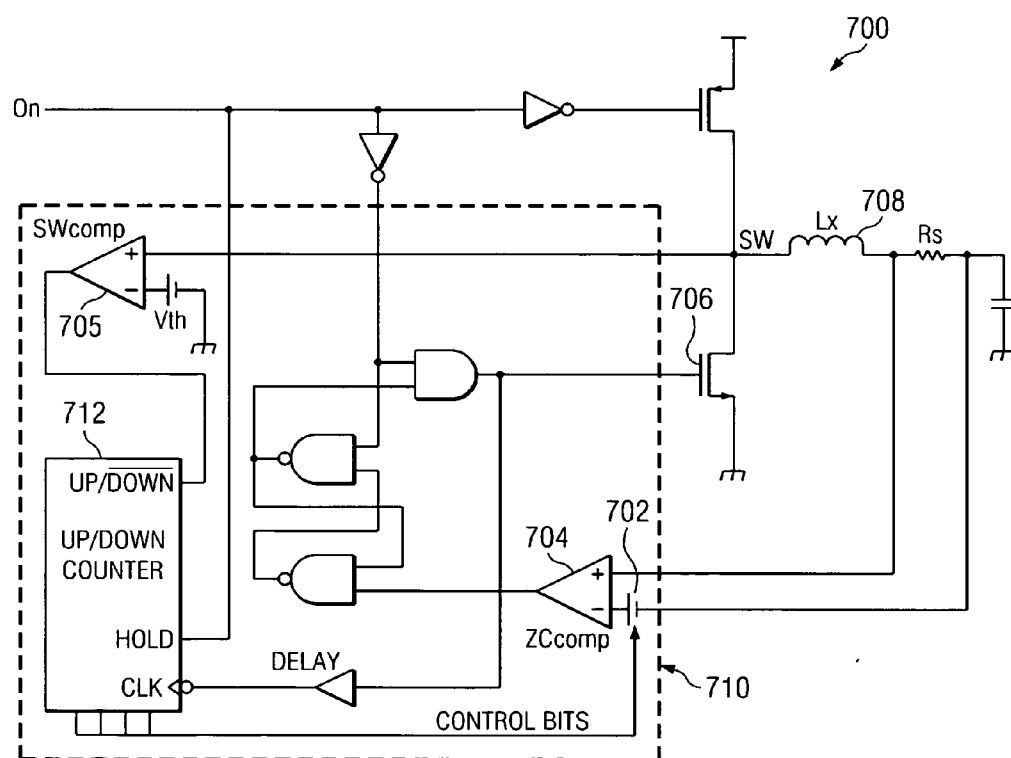 700
On
SWcomp
+
−
705
Vth
SW
Lx
708
Rs
706
712
UP/DOWN
UP/DOWN
COUNTER
HOLD
CLK
DELAY
704
702
+
−
ZCcomp
710
CONTROL BITS